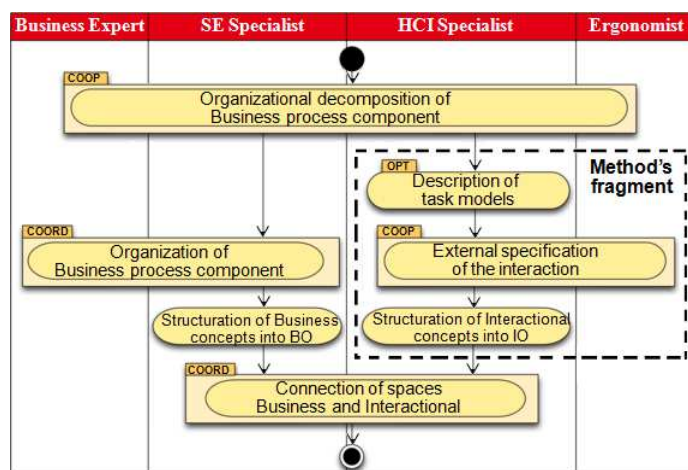 Business Expert SE Specialist HCI Specialist Ergonomist
COOP
Organizational decomposition of
Business process component
Method's
fragment
OPT
Description of
task models
COORD
Organization of
Business process component
COOP
External specification
of the interaction
Structuration of Business
concepts into BO
Structuration of Interactional
concepts into IO
COORD
Connection of spaces
Business and Interactional